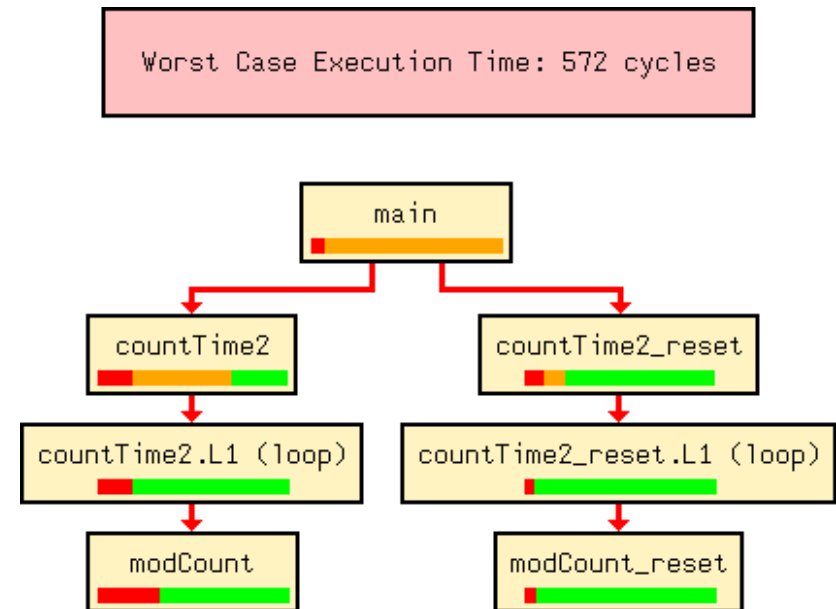 Worst Case Execution Time: 572 cycles
main
countTime2
countTime2_reset
countTime2.L1 (loop)
countTime2_reset.L1 (loop)
modCount
modCount_reset